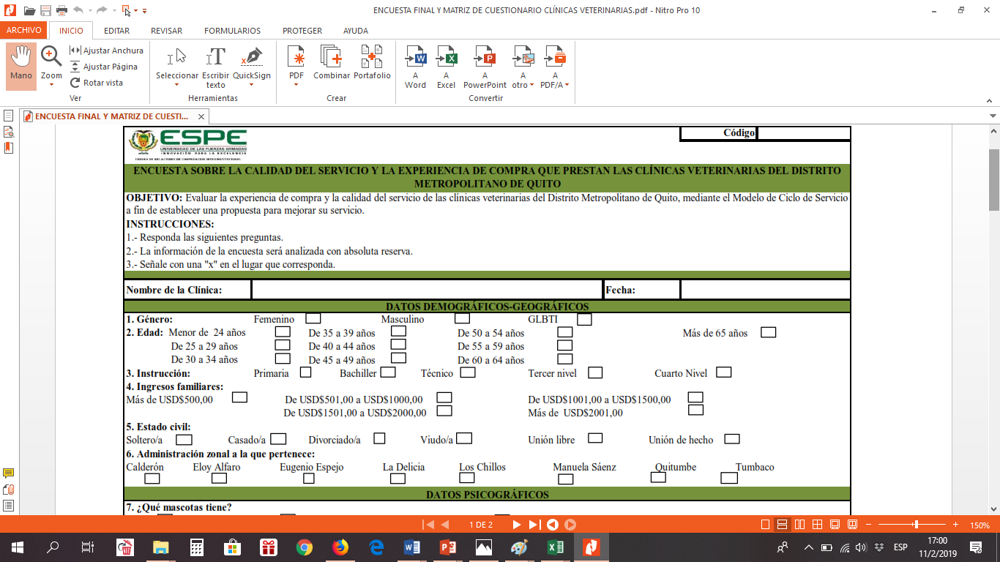 ENCUESTA FINAL Y MATRIZ DE CUESTIONARIO CLÍNICAS VETERINARIAS.pdf - Nitro Pro 10
ARCHIVO INICIO EDITAR REVISAR FORMULARIOS PROTEGER AYUDA
Mano Zoom Ajustar Anchura Ajustar Página Rotar vista
Ver
Seleccionar Escribir texto QuickSign
Herramientas
PDF Combinar Portafolio
Crear
A Word A Excel A PowerPoint A otro A PDF/A
Convertir
ENCUESTA FINAL Y MATRIZ DE CUESTI...
ESPE
UNIVERSIDAD DE LAS FUERZAS ARMADAS
INNOVACIÓN PARA LA EXCELENCIA
Código
ENCUESTA SOBRE LA CALIDAD DEL SERVICIO Y LA EXPERIENCIA DE COMPRA QUE PRESTAN LAS CLÍNICAS VETERINARIAS DEL DISTRITO
METROPOLITANO DE QUITO
OBJETIVO: Evaluar la experiencia de compra y la calidad del servicio de las clínicas veterinarias del Distrito Metropolitano de Quito, mediante el Modelo de Ciclo de Servicio
a fin de establecer una propuesta para mejorar su servicio.
INSTRUCCIONES:
1.- Responda las siguientes preguntas.
2.- La información de la encuesta será analizada con absoluta reserva.
3.- Señale con una "x" en el lugar que corresponda.
Nombre de la Clínica: Fecha:
DATOS DEMOGRÁFICOS-GEOGRÁFICOS
1. Género: Femenino Masculino GLBTI
2. Edad: Menor de 24 años De 35 a 39 años De 50 a 54 años Más de 65 años
De 25 a 29 años De 40 a 44 años De 55 a 59 años
De 30 a 34 años De 45 a 49 años De 60 a 64 años
3. Instrucción: Primaria Bachiller Técnico Tercer nivel Cuarto Nivel
4. Ingresos familiares:
Más de USD$500,00 De USD$501,00 a USD$1000,00 De USD$1001,00 a USD$1500,00
De USD$1501,00 a USD$2000,00 Más de USD$2001,00
5. Estado civil:
Soltero/a Casado/a Divorciado/a Viudo/a Unión libre Unión de hecho
6. Administración zonal a la que pertenece:
Calderón Eloy Alfaro Eugenio Espejo La Delicia Los Chillos Manuela Sáenz Quitumbe Tumbaco
DATOS PSICOGRÁFICOS
7. ¿Qué mascotas tiene?
1 DE 2
150%
ESP
17:00
11/2/2019